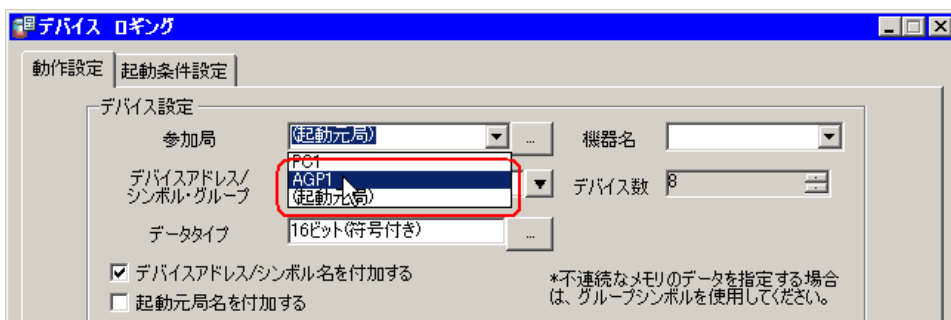 デバイス ロギング
動作設定 起動条件設定
デバイス設定
参加局 (起動元局) ... 機器名
PC1
AGP1
(起動元局)
デバイスアドレス/
シンボル・グループ
デバイス数 8
データタイプ 16ビット(符号付き) ...
デバイスアドレス/シンボル名を付加する
起動元局名を付加する
*不連続なメモリのデータを指定する場合
は、グループシンボルを使用してください。